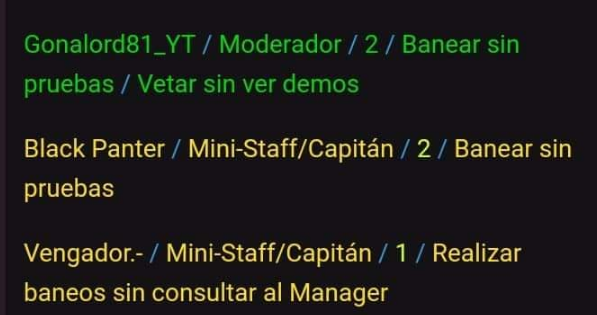 Gonalord81_YT / Moderador / 2 / Banear sin
pruebas / Vetar sin ver demos
Black Panter / Mini-Staff/Capitán / 2 / Banear sin
pruebas
Vengador.- / Mini-Staff/Capitán / 1 / Realizar
baneos sin consultar al Manager